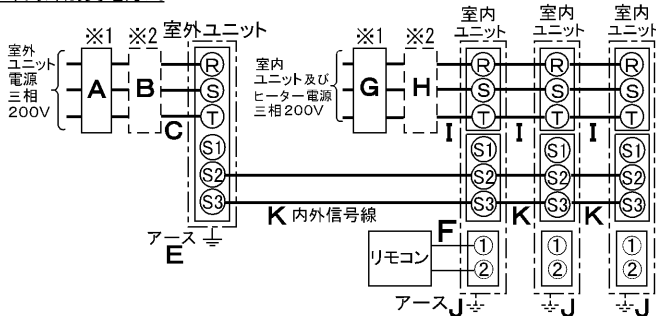 ※1
※2
室外ユニット
室外
ユニット
電源
三相
200V
A
B
C
R
S
T
S1
S2
S3
アース
E
K 内外信号線
※1
※2
室内
ユニット及び
ヒーター電源
三相200V
G
H
I
I
I
室内
ユニット
室内
ユニット
室内
ユニット
R
S
T
S1
S2
S3
R
S
T
S1
S2
S3
R
S
T
S1
S2
S3
K
K
F
リモコン
①
②
①
②
①
②
アース
J
J
J